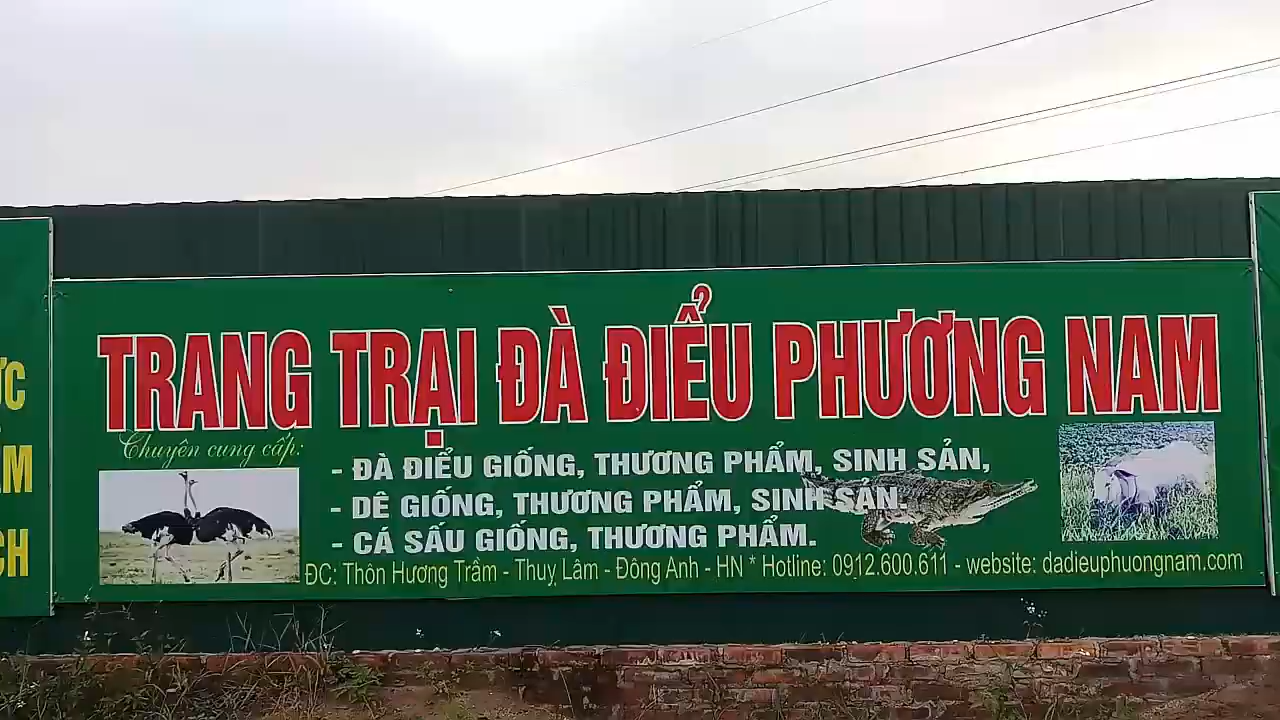 TRANG TRẠI ĐÀ ĐIỂU PHƯƠNG NAM
Chuyên cung cấp:
- ĐÀ ĐIỂU GIỐNG, THƯƠNG PHẨM, SINH SẢN,
- DÊ GIỐNG, THƯƠNG PHẨM, SINH SẢN.
- CÁ SẤU GIỐNG, THƯƠNG PHẨM.
ĐC: Thôn Hương Trầm - Thuỵ Lâm - Đông Anh - HN * Hotline: 0912.600.611 - website: dadieuphuongnam.com